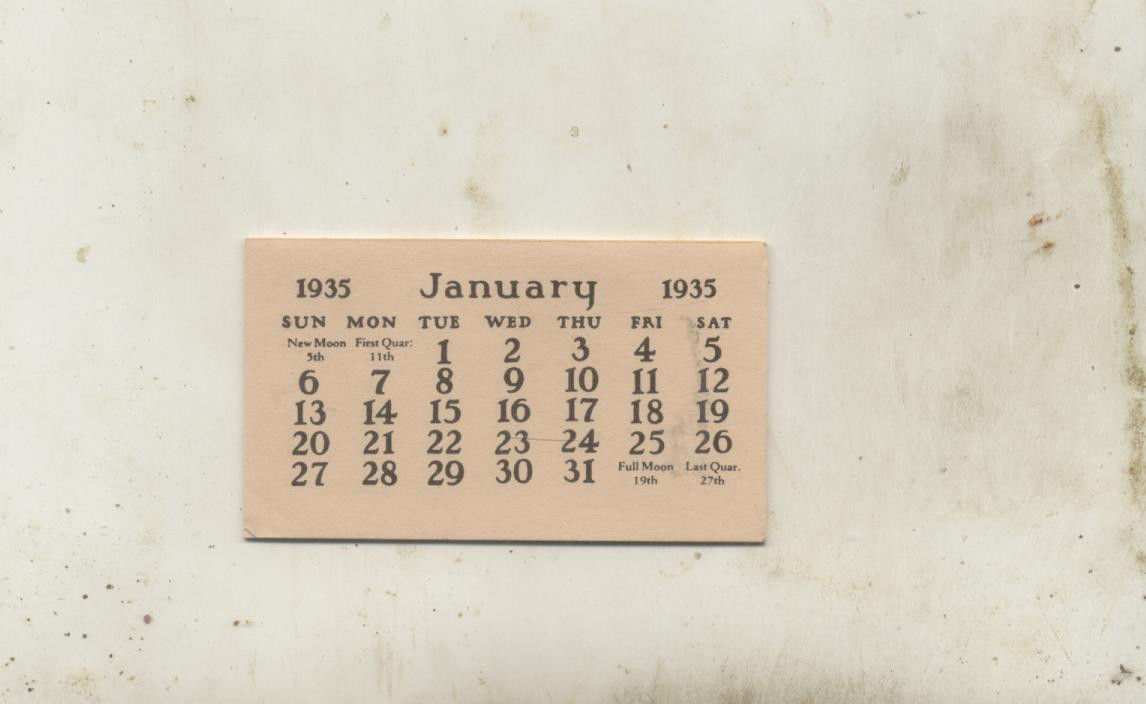 1935 January 1935
SUN MON TUE WED THU FRI SAT
New Moon 5th First Quar: 11th 1 2 3 4 5
6 7 8 9 10 11 12
13 14 15 16 17 18 19
20 21 22 23 24 25 26
27 28 29 30 31 Full Moon 19th Last Quar. 27th